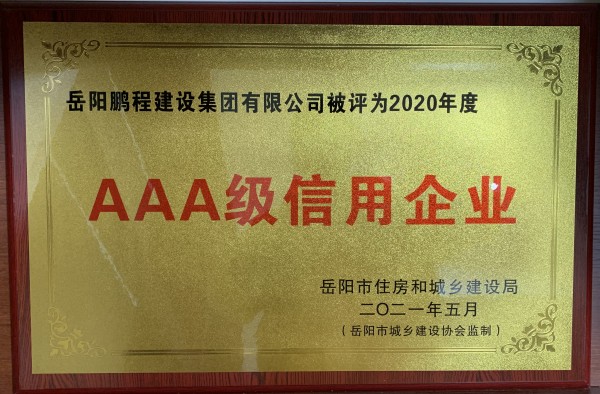 岳阳鹏程建设集团有限公司被评为2020年度
AAA级信用企业
岳阳市住房和城乡建设局
二〇二一年五月
（岳阳市城乡建设协会监制）